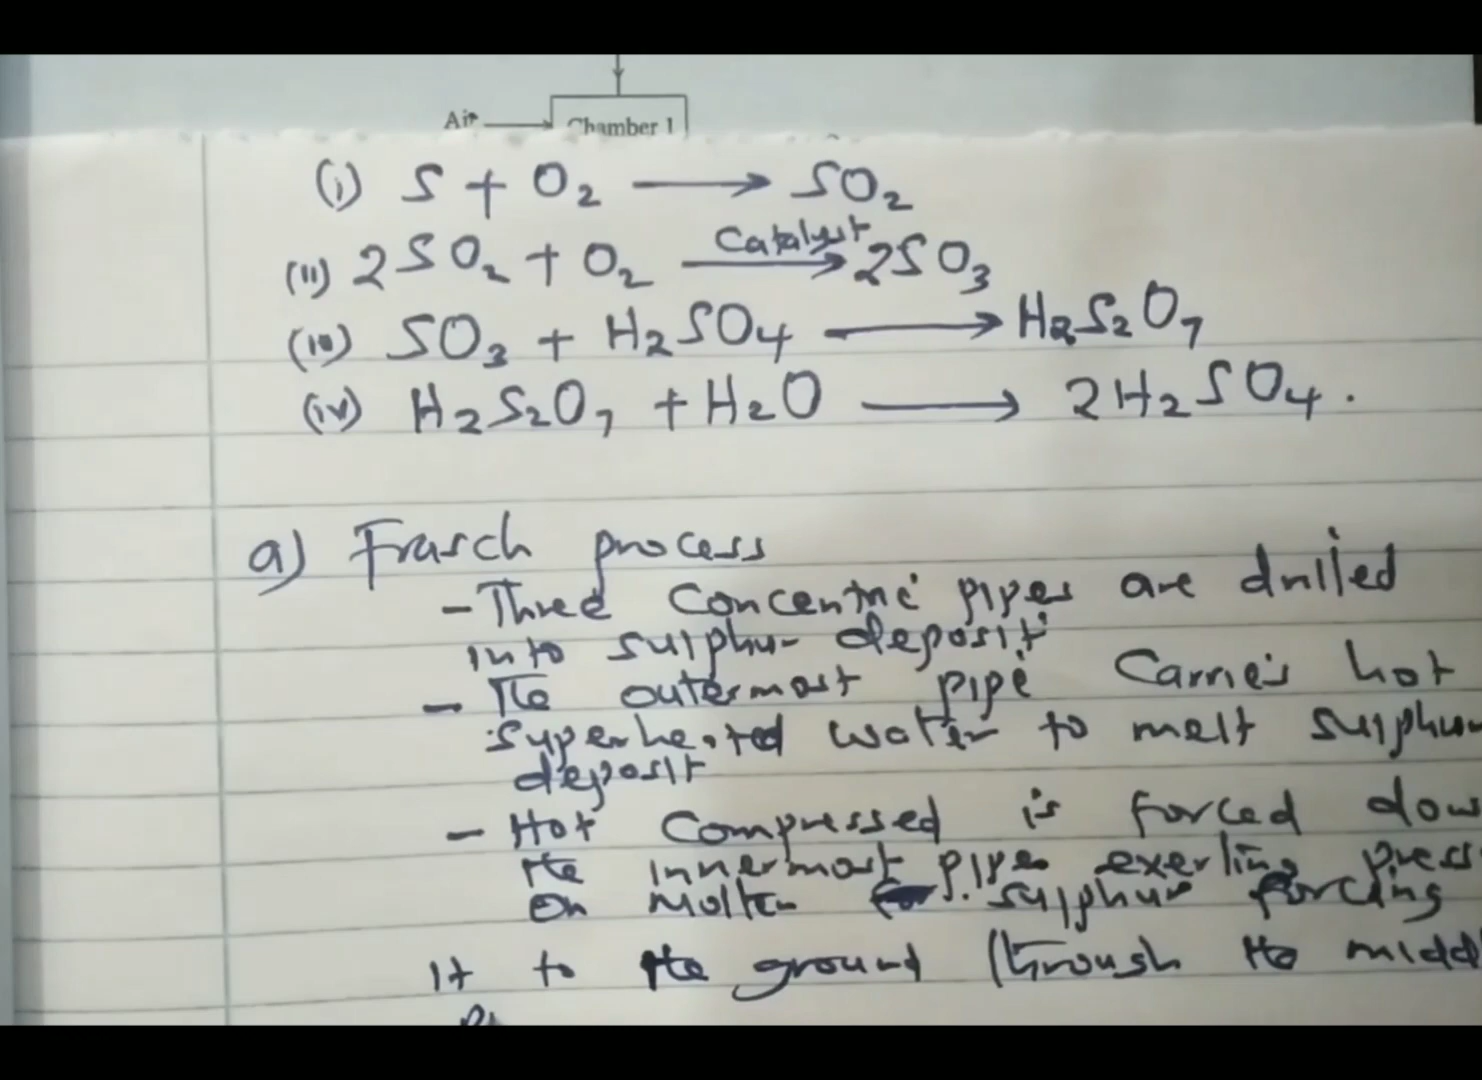 Air
Chamber 1
(i) S + O₂ ⟶ SO₂
(ii) 2SO₂ + O₂ ⟶ Catalyst 2SO₃
(iii) SO₃ + H₂SO₄ ⟶ H₂S₂O₇
(iv) H₂S₂O₇ + H₂O ⟶ 2H₂SO₄.
a) Frasch process
- Three concentric pipes are drilled
into sulphur deposit
- The outermost pipe carries hot
superheated water to melt sulphur
deposit
- Hot compressed is forced dow
the innermost pipe exerting press
on molten sulphur forcing
it to the ground (through the midd